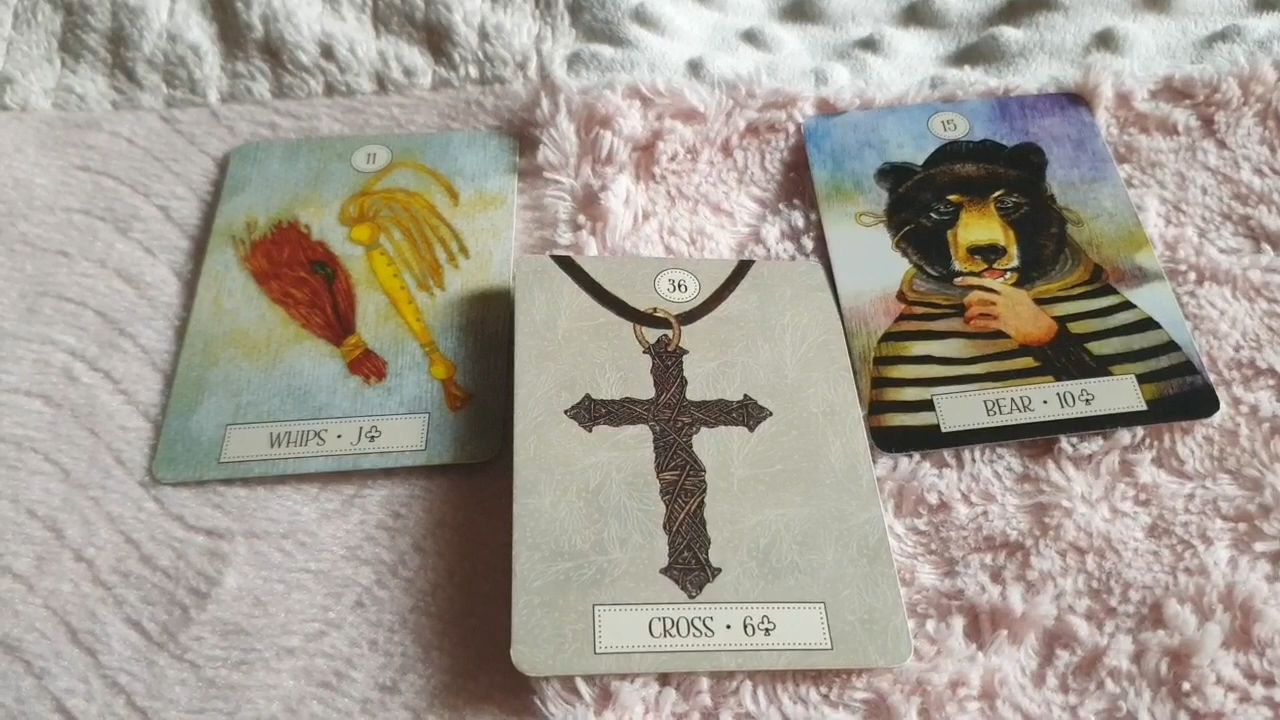 11
WHIPS • J♣
36
CROSS • 6♣
15
BEAR • 10♣